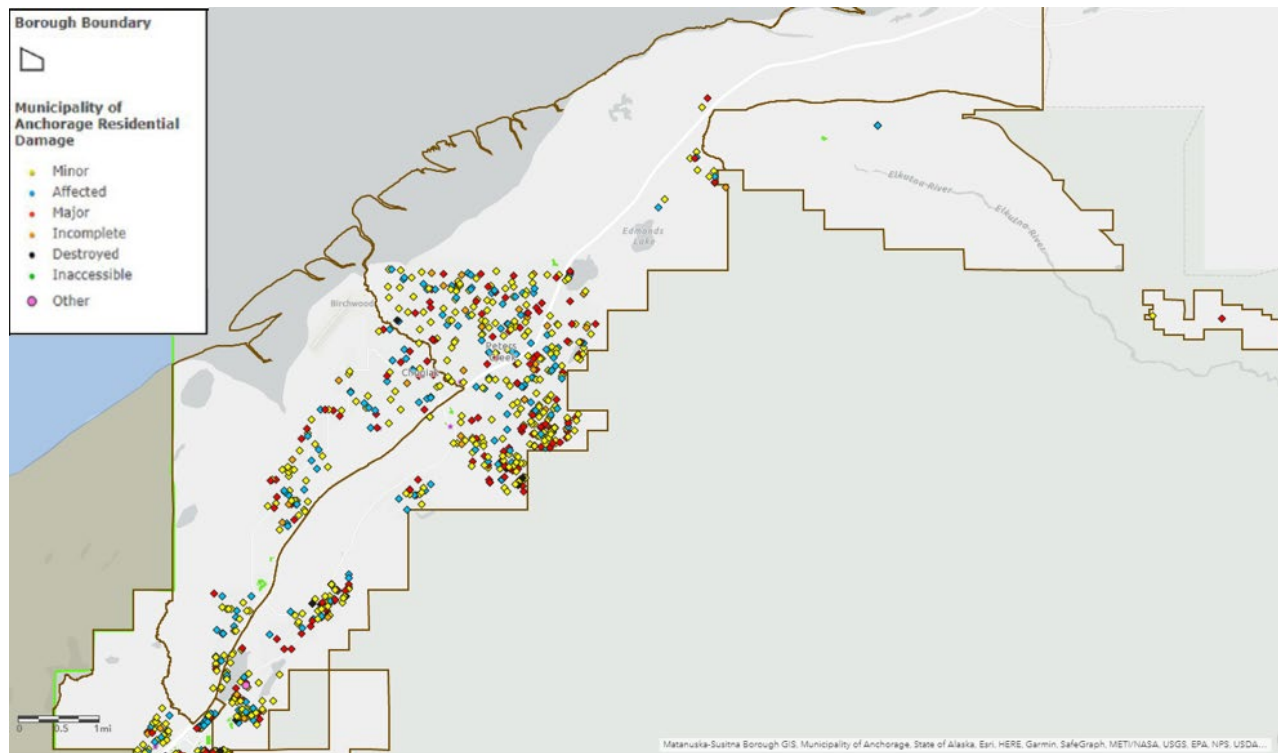 Borough Boundary
Municipality of
Anchorage Residential
Damage
Minor
Affected
Major
Incomplete
Destroyed
Inaccessible
Other
Eklutna-River
Eklutna-River
Edmonds
Lake
Birchwood
Peters
Creek
Chugiak
0 0.5 1mi
Matanuska-Susitna Borough GIS, Municipality of Anchorage, State of Alaska, Esri, HERE, Garmin, SafeGraph, METI/NASA, USGS, EPA, NPS, USDA...